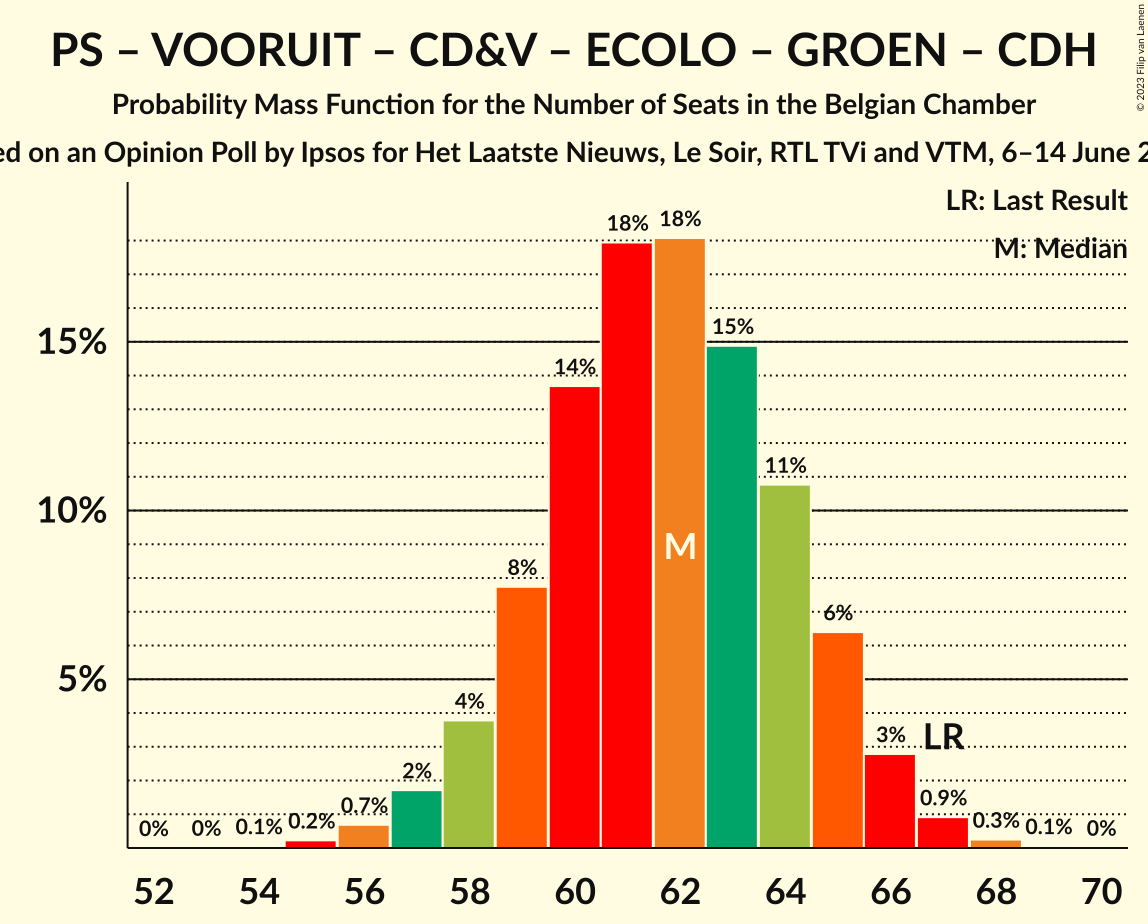 © 2023 Filip van Laenen
PS – VOORUIT – CD&V – ECOLO – GROEN – CDH
Probability Mass Function for the Number of Seats in the Belgian Chamber
ed on an Opinion Poll by Ipsos for Het Laatste Nieuws, Le Soir, RTL TVi and VTM, 6–14 June 2
LR: Last Result
M: Median
18% 18%
15%
15%
14%
11%
10%
M
8%
6%
5%
4%
3% LR
2%
0.9%
0.7%
0% 0% 0.1% 0.2% 0.3% 0.1% 0%
52 54 56 58 60 62 64 66 68 70